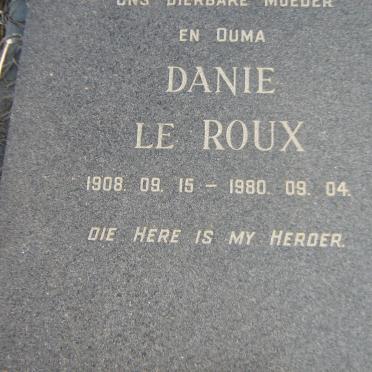 ONS DIERBARE MOEDER
EN OUMA
DANIE
LE ROUX
1908. 09. 15 – 1980. 09. 04.
DIE HERE IS MY HERDER.